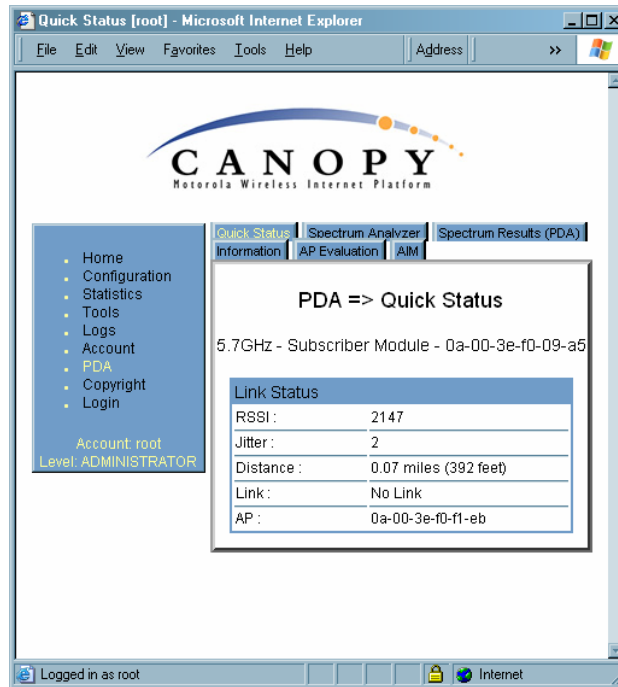 Quick Status [root] - Microsoft Internet Explorer
File Edit View Favorites Tools Help Address »
CANOPY
Motorola Wireless Internet Platform
Home
Configuration
Statistics
Tools
Logs
Account
PDA
Copyright
Login
Account: root
Level: ADMINISTRATOR
Quick Status Spectrum Analyzer Spectrum Results (PDA)
Information AP Evaluation AIM
PDA => Quick Status
5.7GHz - Subscriber Module - 0a-00-3e-f0-09-a5
Link Status
RSSI : 2147
Jitter : 2
Distance : 0.07 miles (392 feet)
Link : No Link
AP : 0a-00-3e-f0-f1-eb
Logged in as root Internet